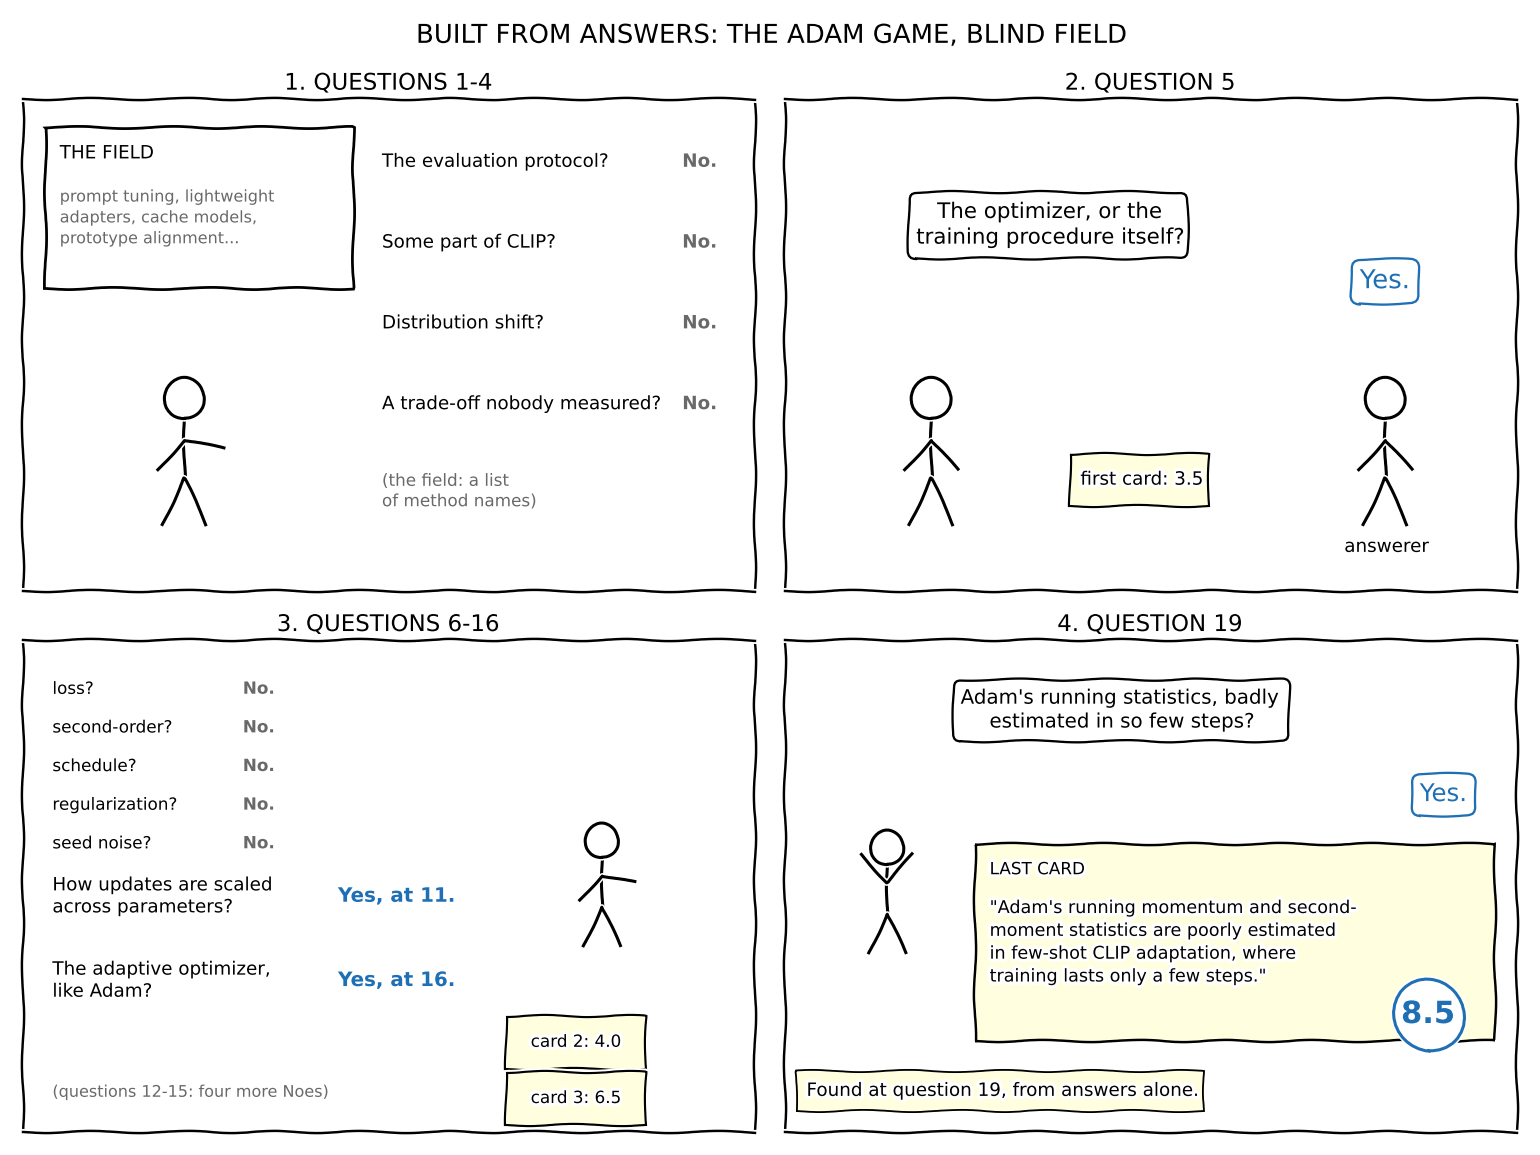 BUILT FROM ANSWERS: THE ADAM GAME, BLIND FIELD
1. QUESTIONS 1-4
THE FIELD
prompt tuning, lightweight
adapters, cache models,
prototype alignment...
The evaluation protocol? No.
Some part of CLIP? No.
Distribution shift? No.
A trade-off nobody measured? No.
(the field: a list
of method names)
2. QUESTION 5
The optimizer, or the
training procedure itself?
Yes.
first card: 3.5
answerer
3. QUESTIONS 6-16
loss? No.
second-order? No.
schedule? No.
regularization? No.
seed noise? No.
How updates are scaled
across parameters?
Yes, at 11.
The adaptive optimizer,
like Adam?
Yes, at 16.
card 2: 4.0
card 3: 6.5
(questions 12-15: four more Noes)
4. QUESTION 19
Adam's running statistics, badly
estimated in so few steps?
Yes.
LAST CARD
"Adam's running momentum and second-
moment statistics are poorly estimated
in few-shot CLIP adaptation, where
training lasts only a few steps."
8.5
Found at question 19, from answers alone.